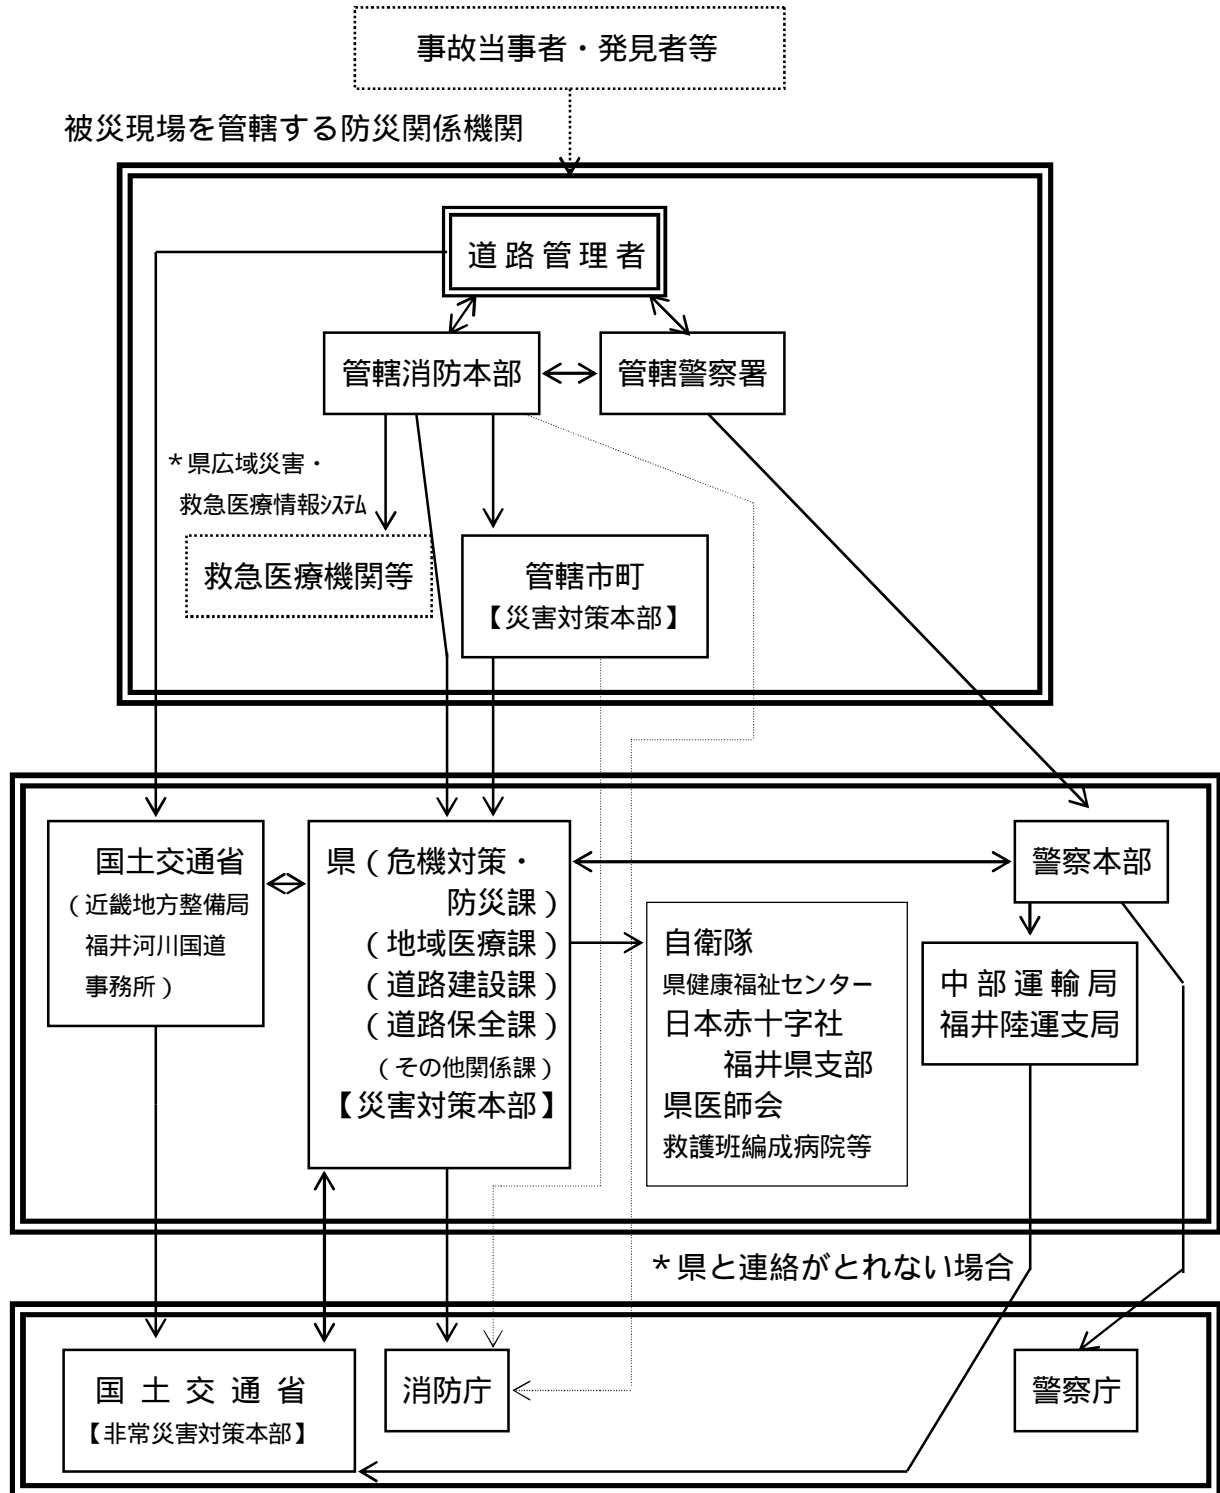 事故当事者・発見者等
被災現場を管轄する防災関係機関
道路管理者
管轄消防本部
管轄警察署
*県広域災害・
救急医療情報ｼｽﾃﾑ
救急医療機関等
管轄市町
【災害対策本部】
国土交通省
(近畿地方整備局
福井河川国道
事務所)
県(危機対策・
防災課)
(地域医療課)
(道路建設課)
(道路保全課)
(その他関係課)
【災害対策本部】
自衛隊
県健康福祉センター
日本赤十字社
福井県支部
県医師会
救護班編成病院等
警察本部
中部運輸局
福井陸運支局
*県と連絡がとれない場合
国土交通省
【非常災害対策本部】
消防庁
警察庁